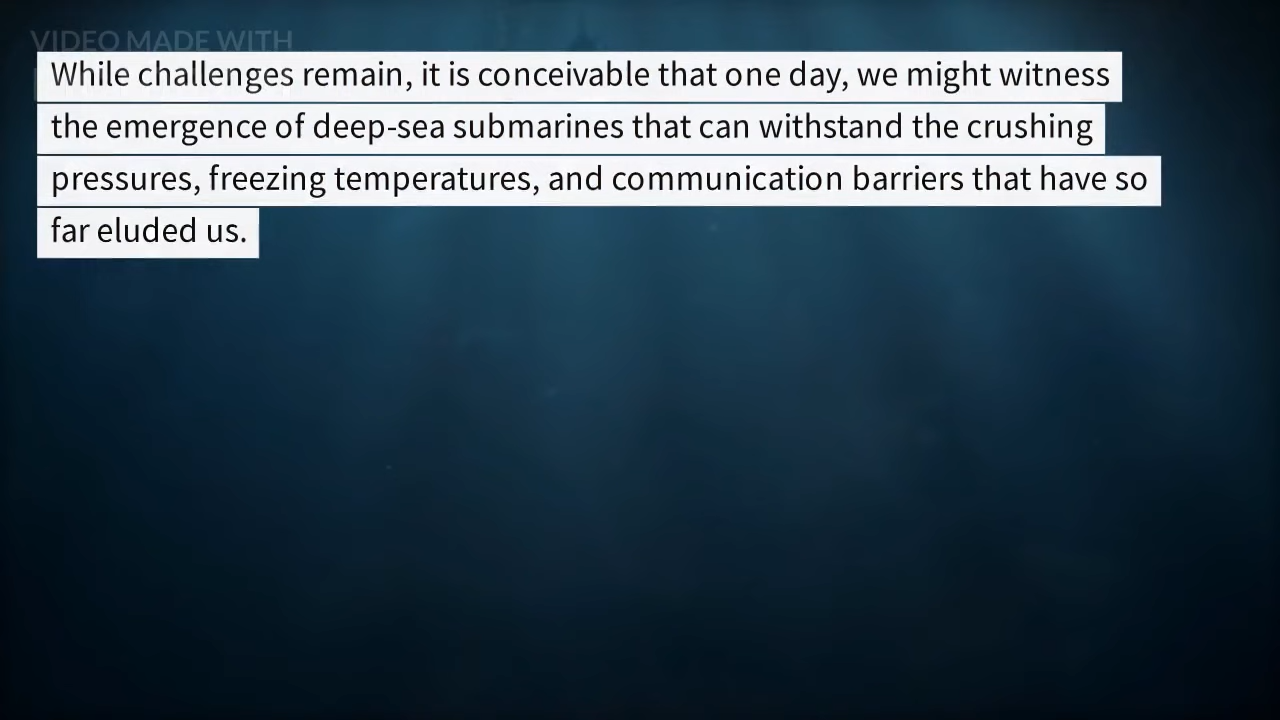 VIDEO MADE WITH
While challenges remain, it is conceivable that one day, we might witness
the emergence of deep-sea submarines that can withstand the crushing
pressures, freezing temperatures, and communication barriers that have so
far eluded us.